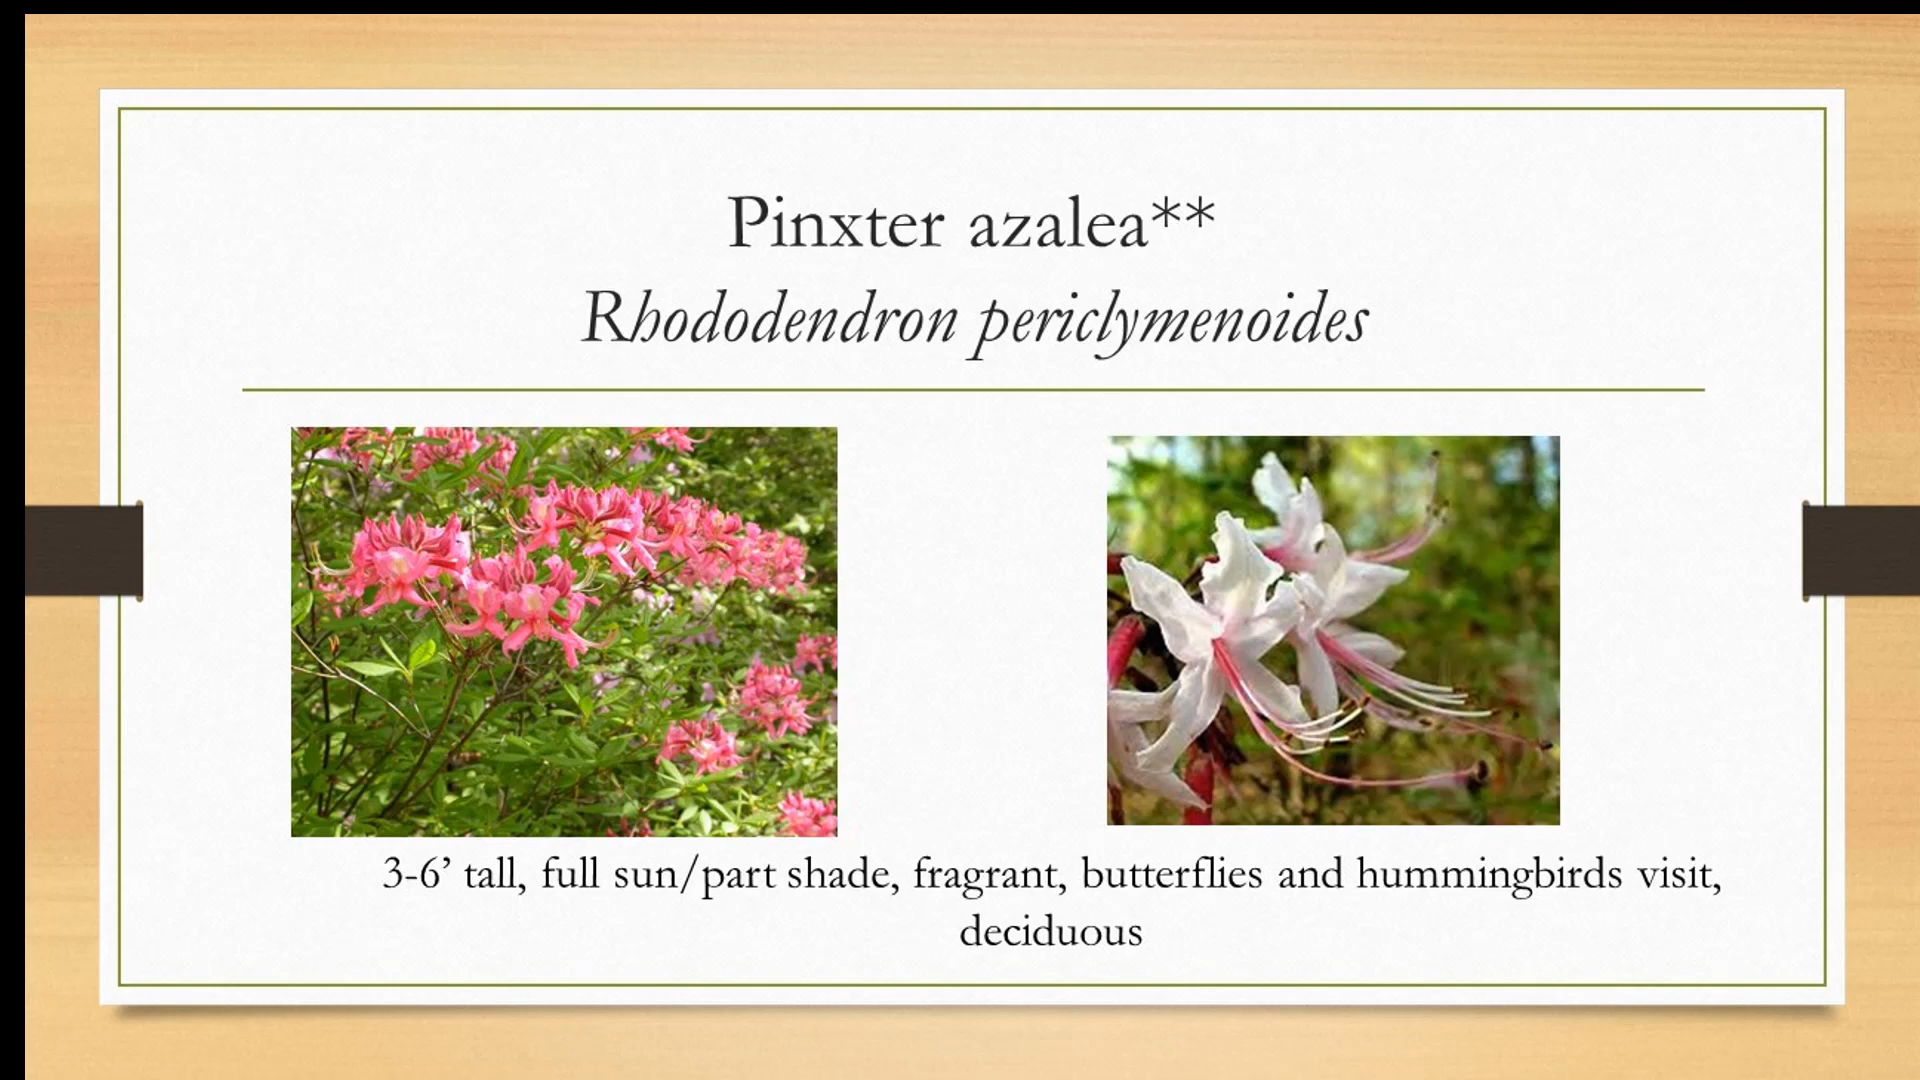 Pinxter azalea**
Rhododendron periclymenoides
3-6’ tall, full sun/part shade, fragrant, butterflies and hummingbirds visit,
deciduous